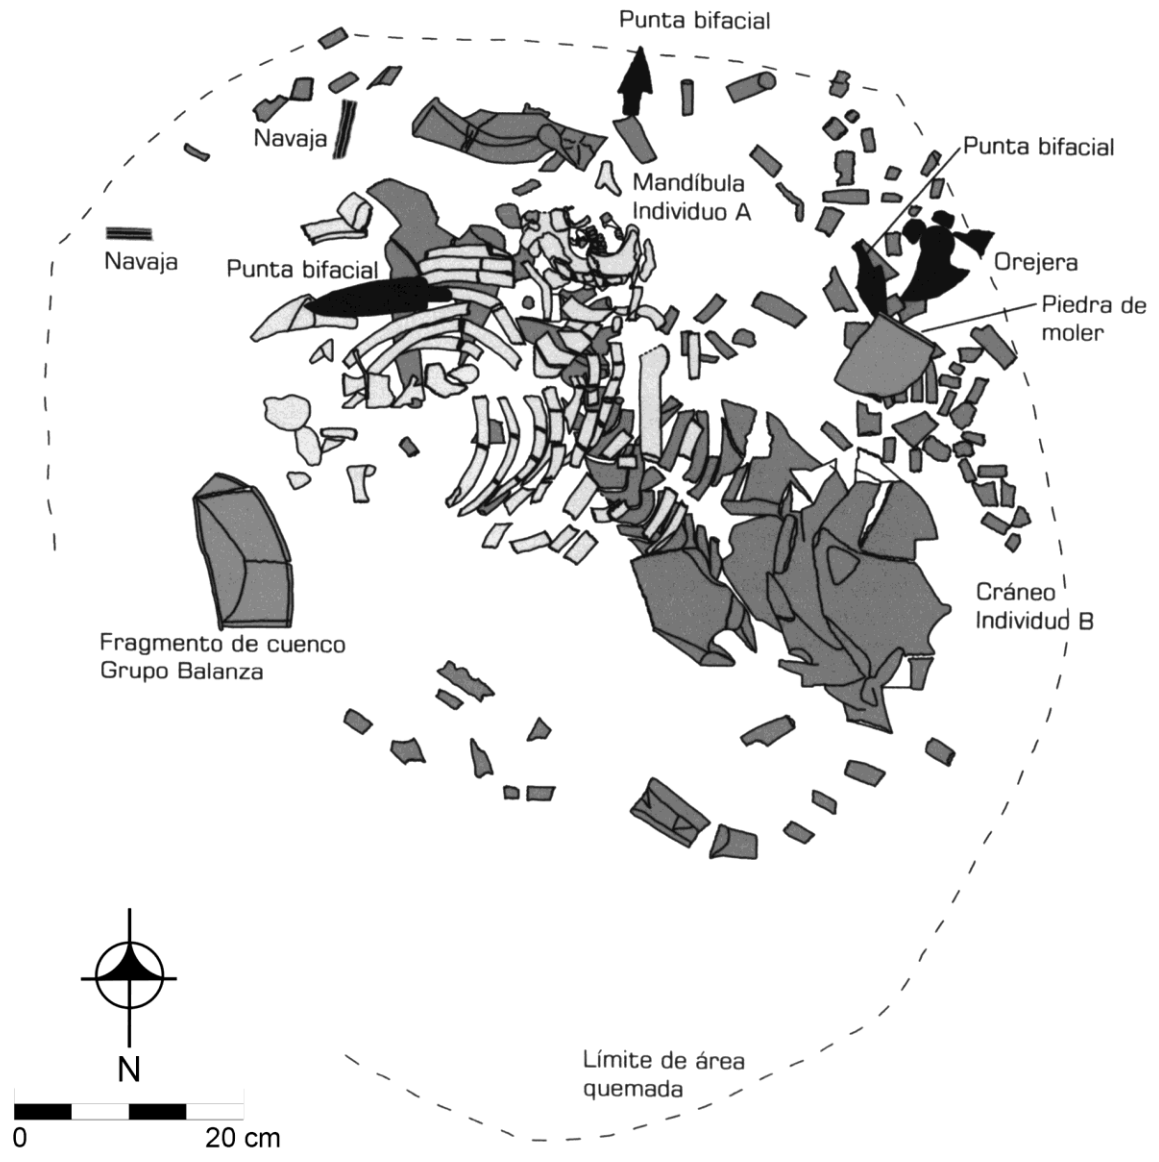 Punta bifacial
Navaja
Punta bifacial
Mandíbula
Individuo A
Navaja
Punta bifacial
Orejera
Piedra de
moler
Cráneo
Individuo B
Fragmento de cuenco
Grupo Balanza
N
Límite de área
quemada
0 20 cm